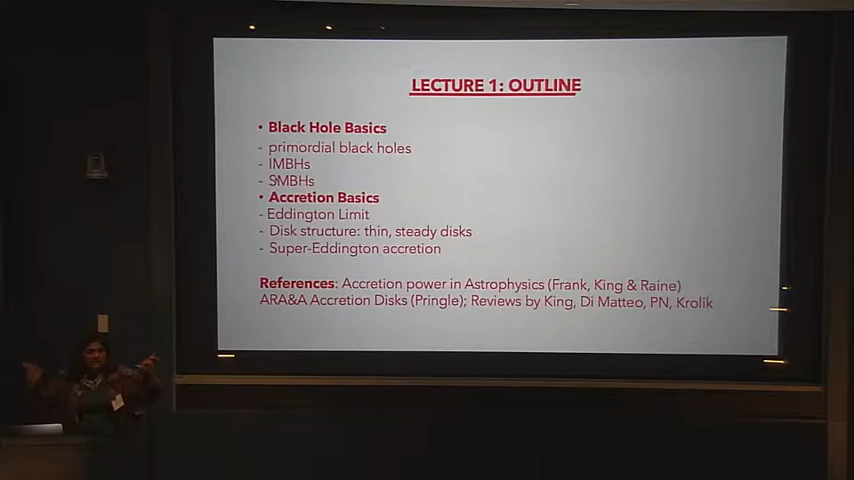 LECTURE 1: OUTLINE
• Black Hole Basics
- primordial black holes
- IMBHs
- SMBHs
• Accretion Basics
- Eddington Limit
- Disk structure: thin, steady disks
- Super-Eddington accretion
References: Accretion power in Astrophysics (Frank, King & Raine)
ARA&A Accretion Disks (Pringle); Reviews by King, Di Matteo, PN, Krolik